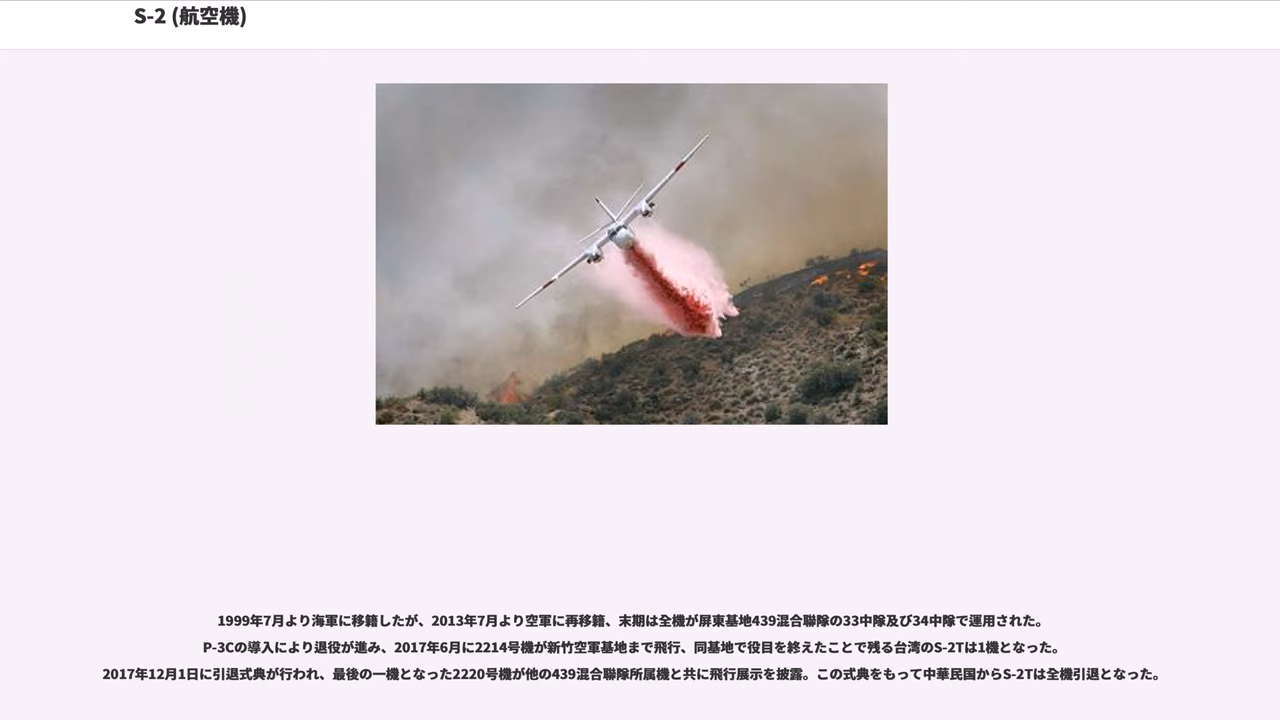 S-2 (航空機)
1999年7月より海軍に移籍したが、2013年7月より空軍に再移籍、末期は全機が屏東基地439混合聯隊の33中隊及び34中隊で運用された。
P-3Cの導入により退役が進み、2017年6月に2214号機が新竹空軍基地まで飛行、同基地で役目を終えたことで残る台湾のS-2Tは1機となった。
2017年12月1日に引退式典が行われ、最後の一機となった2220号機が他の439混合聯隊所属機と共に飛行展示を披露。この式典をもって中華民国からS-2Tは全機引退となった。